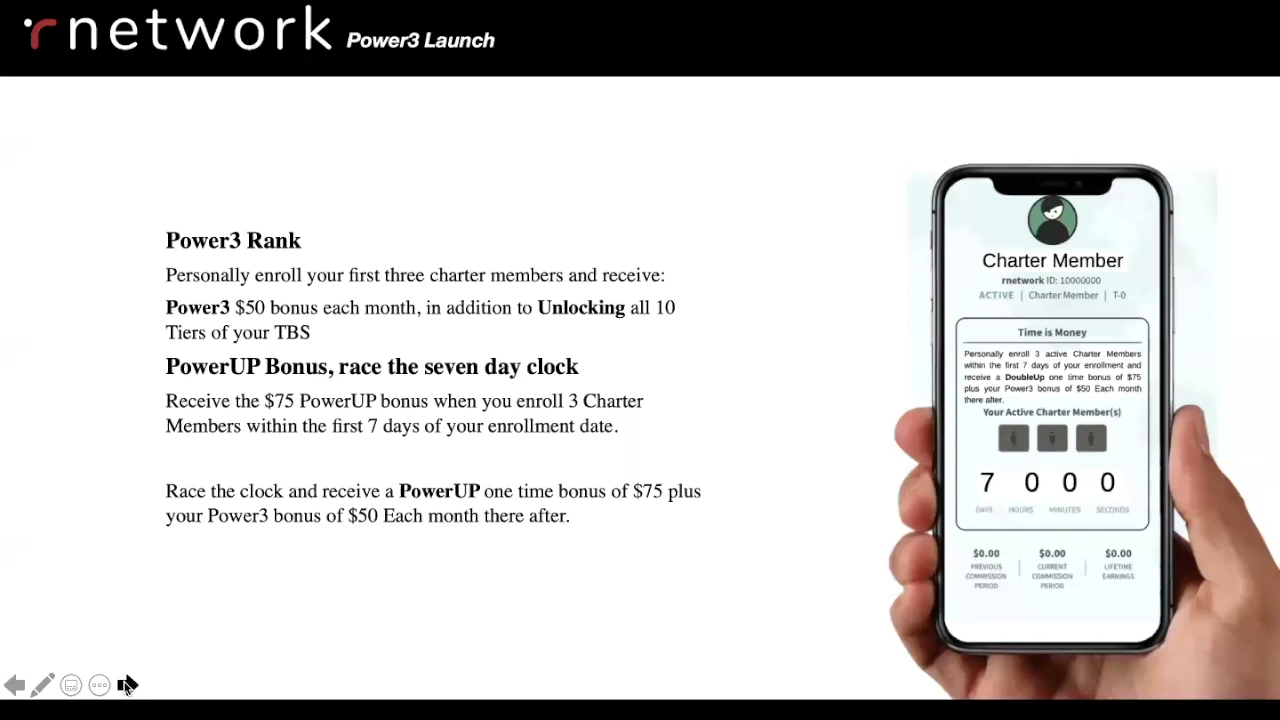 rnetwork Power3 Launch
Power3 Rank
Personally enroll your first three charter members and receive:
Power3 $50 bonus each month, in addition to Unlocking all 10
Tiers of your TBS
PowerUP Bonus, race the seven day clock
Receive the $75 PowerUP bonus when you enroll 3 Charter
Members within the first 7 days of your enrollment date.
Race the clock and receive a PowerUP one time bonus of $75 plus
your Power3 bonus of $50 Each month there after.
Charter Member
rnetwork ID: 10000000
ACTIVE | Charter Member | T-0
Time is Money
Personally enroll 3 active Charter Members
within the first 7 days of your enrollment and
receive a DoubleUp one time bonus of $75
plus your Power3 bonus of $50 Each month
there after.
Your Active Charter Member(s)
7 0 0 0
DAYS HOURS MINUTES SECONDS
$0.00 $0.00 $0.00
PREVIOUS CURRENT LIFETIME
COMMISSION COMMISSION EARNINGS
PERIOD PERIOD